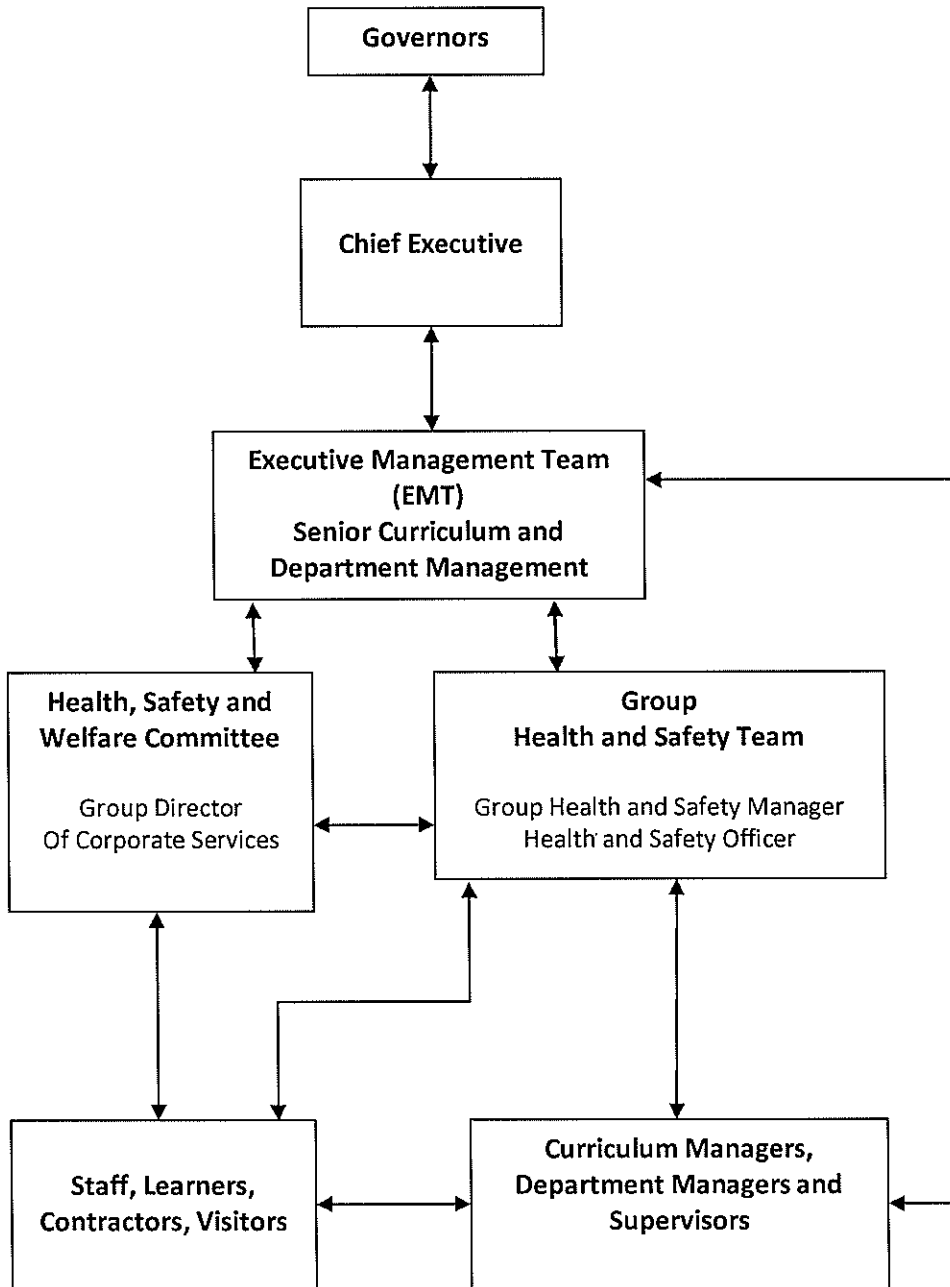 Governors
Chief Executive
Executive Management Team
(EMT)
Senior Curriculum and
Department Management
Health, Safety and
Welfare Committee
Group Director
Of Corporate Services
Group
Health and Safety Team
Group Health and Safety Manager
Health and Safety Officer
Staff, Learners,
Contractors, Visitors
Curriculum Managers,
Department Managers and
Supervisors